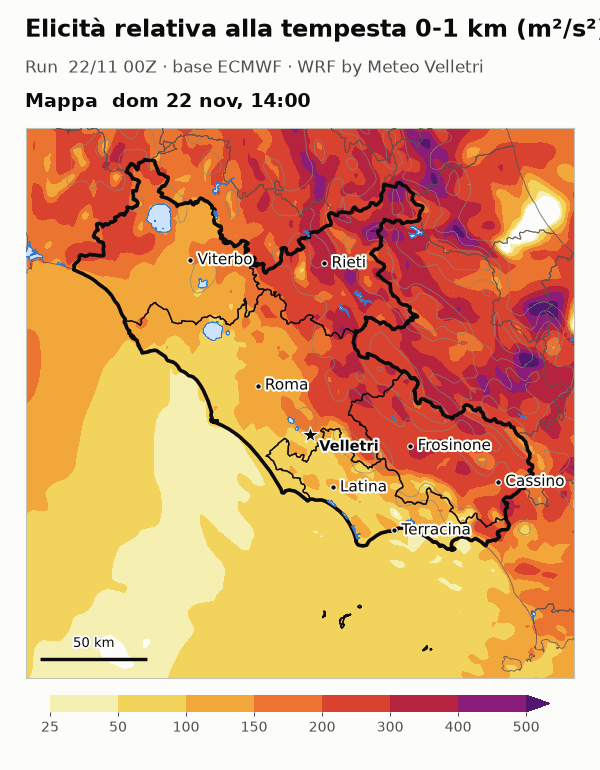 Elicità relativa alla tempesta 0-1 km (m²/s²)
Run 22/11 00Z · base ECMWF · WRF by Meteo Velletri
Mappa dom 22 nov, 14:00
Viterbo
Rieti
Roma
Velletri
Frosinone
Cassino
Latina
Terracina
50 km
25 50 100 150 200 300 400 500